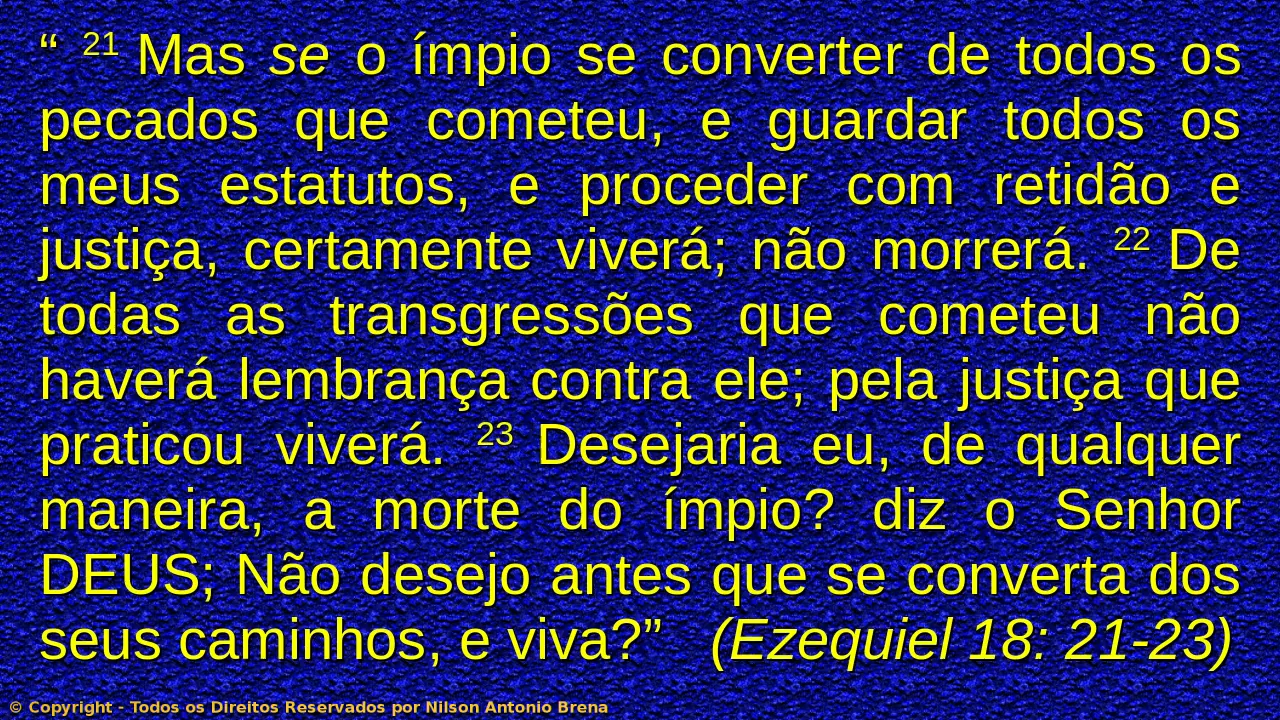 “ 21 Mas se o ímpio se converter de todos os
pecados que cometeu, e guardar todos os
meus estatutos, e proceder com retidão e
justiça, certamente viverá; não morrerá. 22 De
todas as transgressões que cometeu não
haverá lembrança contra ele; pela justiça que
praticou viverá. 23 Desejaria eu, de qualquer
maneira, a morte do ímpio? diz o Senhor
DEUS; Não desejo antes que se converta dos
seus caminhos, e viva?” (Ezequiel 18: 21-23)
© Copyright - Todos os Direitos Reservados por Nilson Antonio Brena